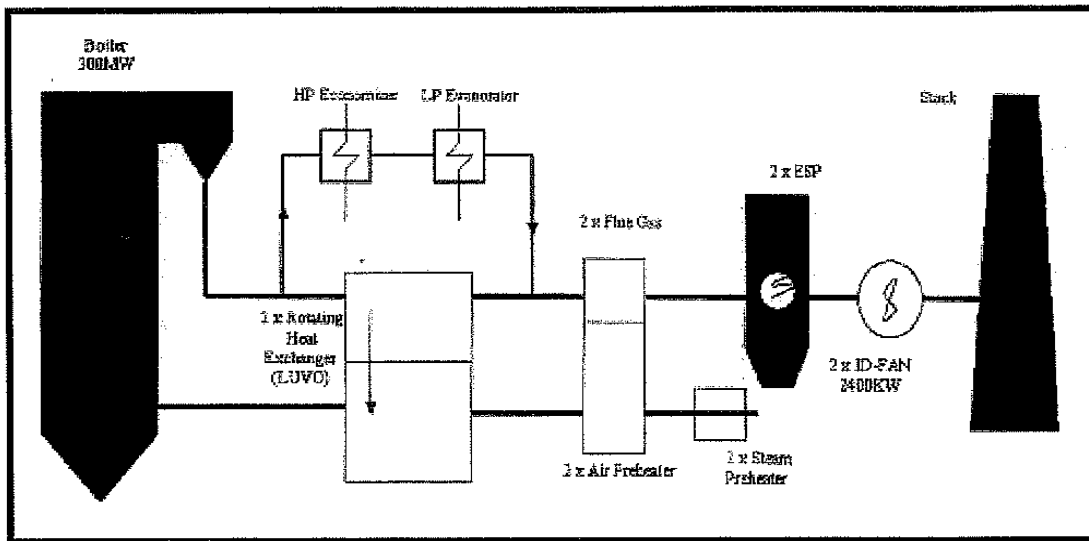 Boiler
300MW
HP Economizer
LP Evaporator
Stack
2 x ESP
2 x Flue Gas
2 x Rotating
Heat
Exchanger
(LUVO)
2 x ID-FAN
2400KW
2 x Air Preheater
2 x Steam
Preheater